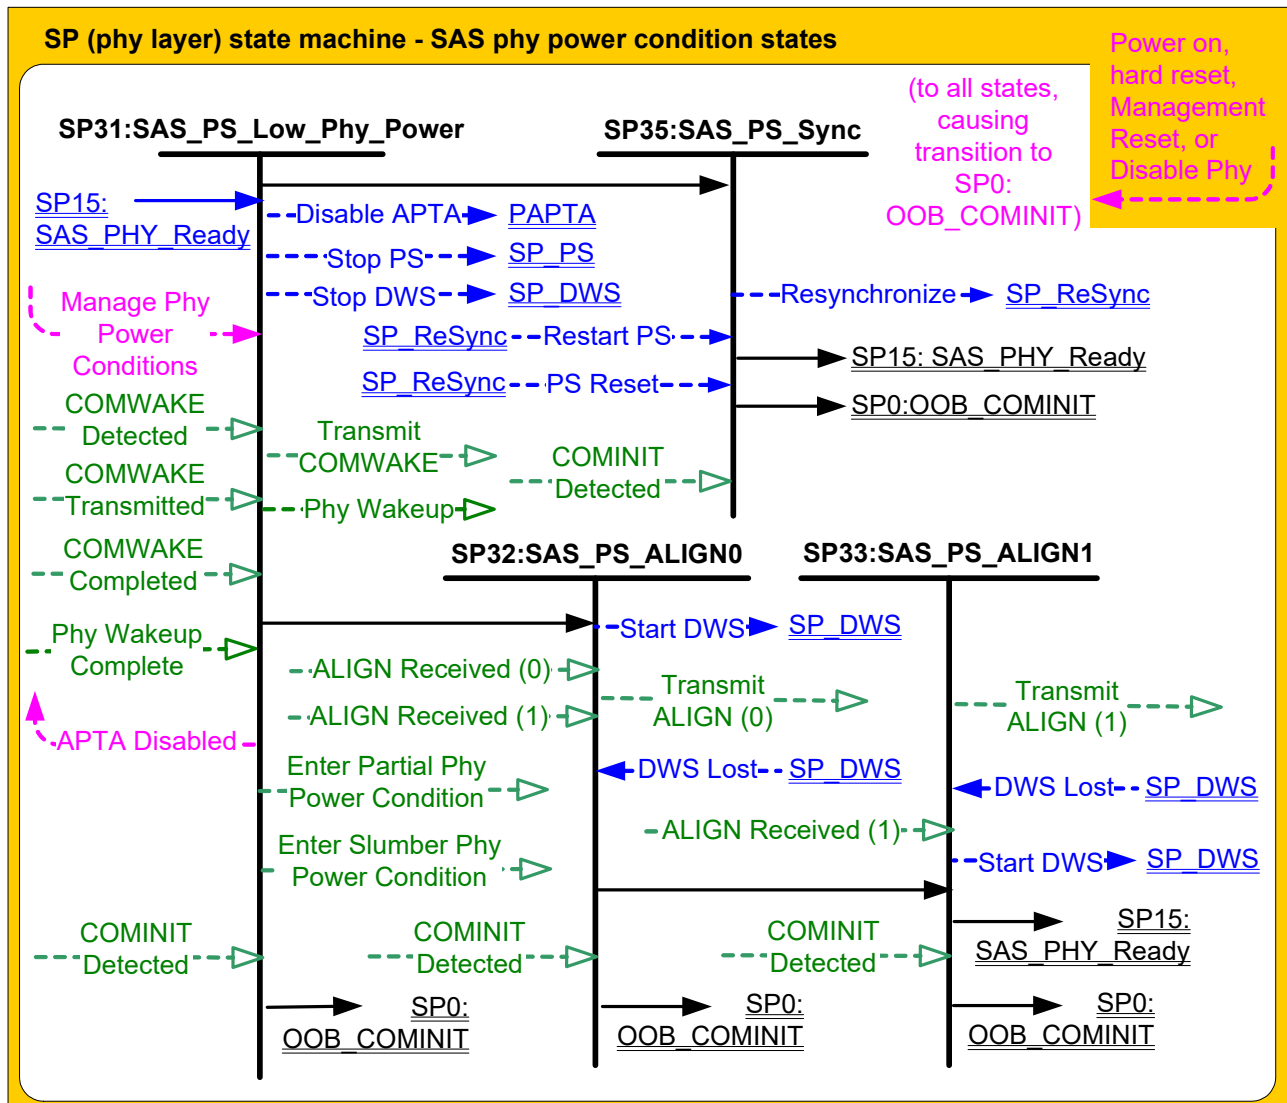 SP (phy layer) state machine - SAS phy power condition states
Power on,
hard reset,
Management
Reset, or
Disable Phy
(to all states,
causing
transition to
SP0:
OOB_COMINIT)
SP31:SAS_PS_Low_Phy_Power
SP35:SAS_PS_Sync
SP15:
SAS_PHY_Ready
Disable APTA
PAPTA
Stop PS
SP_PS
Stop DWS
SP_DWS
Manage Phy
Power
Conditions
SP_ReSync
Restart PS
SP_ReSync
PS Reset
Resynchronize
SP_ReSync
SP15: SAS_PHY_Ready
SP0:OOB_COMINIT
COMWAKE
Detected
Transmit
COMWAKE
COMINIT
Detected
COMWAKE
Transmitted
Phy Wakeup
COMWAKE
Completed
SP32:SAS_PS_ALIGN0
SP33:SAS_PS_ALIGN1
Phy Wakeup
Complete
Start DWS
SP_DWS
ALIGN Received (0)
ALIGN Received (1)
Transmit
ALIGN (0)
Transmit
ALIGN (1)
APTA Disabled
Enter Partial Phy
Power Condition
DWS Lost
SP_DWS
DWS Lost
SP_DWS
ALIGN Received (1)
Enter Slumber Phy
Power Condition
Start DWS
SP_DWS
COMINIT
Detected
COMINIT
Detected
COMINIT
Detected
SP15:
SAS_PHY_Ready
SP0:
OOB_COMINIT
SP0:
OOB_COMINIT
SP0:
OOB_COMINIT